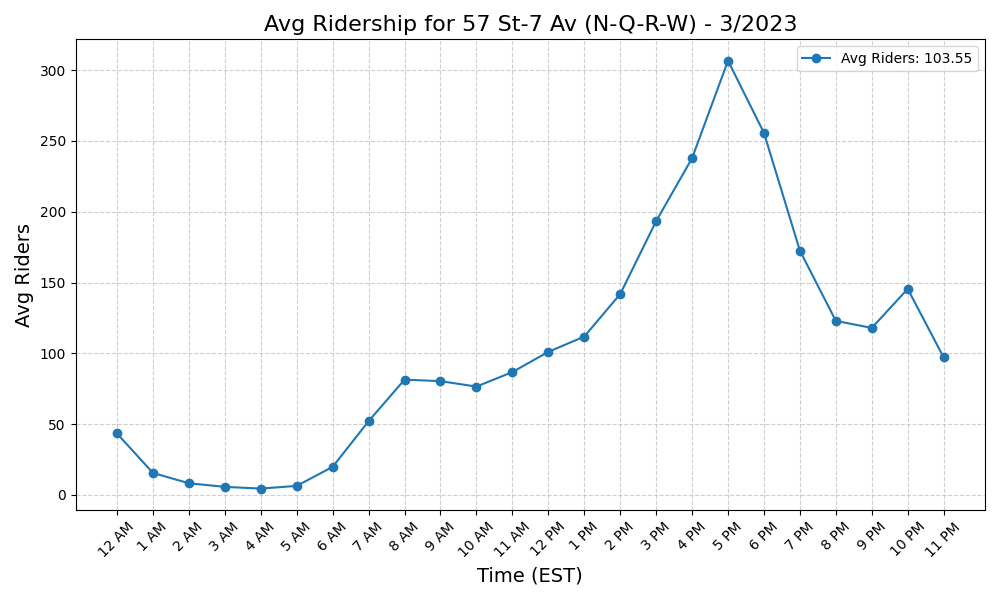 Avg Ridership for 57 St-7 Av (N-Q-R-W) - 3/2023
Avg Riders: 103.55
Avg Riders
300
250
200
150
100
50
0
12 AM
1 AM
2 AM
3 AM
4 AM
5 AM
6 AM
7 AM
8 AM
9 AM
10 AM
11 AM
12 PM
1 PM
2 PM
3 PM
4 PM
5 PM
6 PM
7 PM
8 PM
9 PM
10 PM
11 PM
Time (EST)